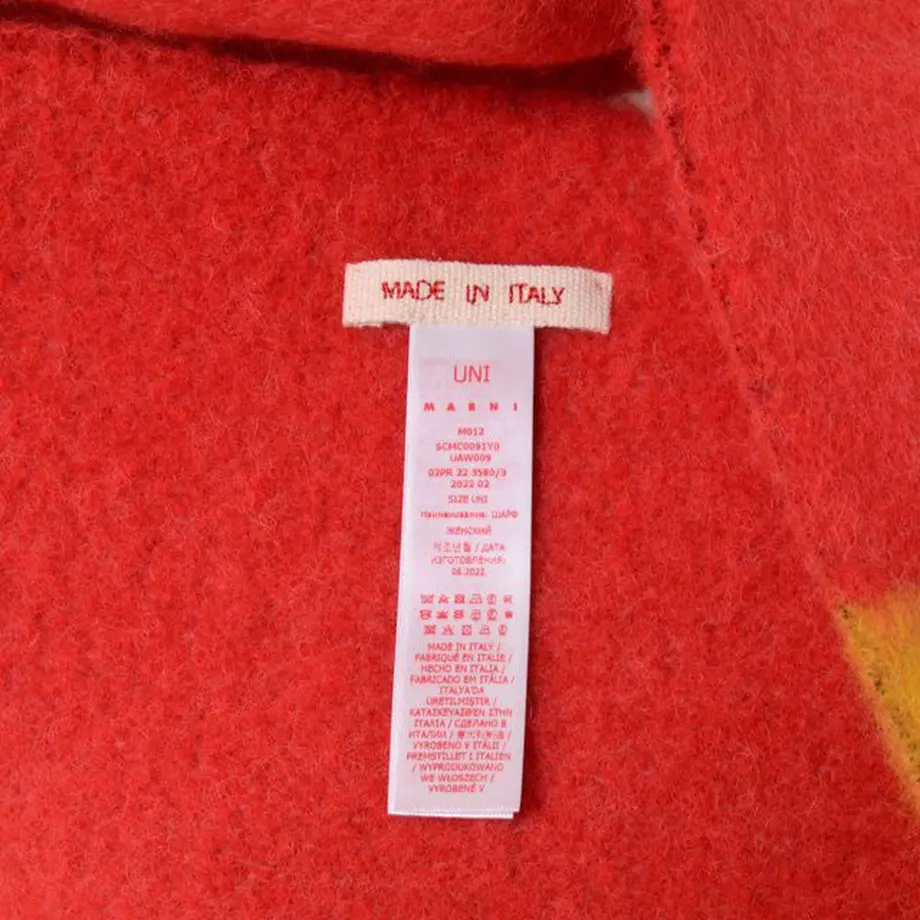 MADE IN ITALY
UNI
MARNI
M012
SCMC0091Y0
UAW009
02PR 22 3580/3
2022 02
SIZE UNI
Наименование: ШАРФ
ЖЕНСКИЙ
제조년월 / ДАТА
ИЗГОТОВЛЕНИЯ:
06.2022
MADE IN ITALY /
FABRIQUÉ EN ITALIE /
HECHO EN ITALIA /
FABRICADO EM ITÁLIA /
ITALYA'DA
ÜRETILMIŞTIR /
ΚΑΤΑΣΚΕΥΑΣΘΕΝ ΣΤΗΝ
ΙΤΑΛΙΑ / СДЕЛАНО В
ИТАЛИИ /
VYROBENO V ITÁLII /
FREMSTILLET I ITALIEN
/ WYPRODUKOWANO
WE WŁOSZECH /
VYROBENÉ V